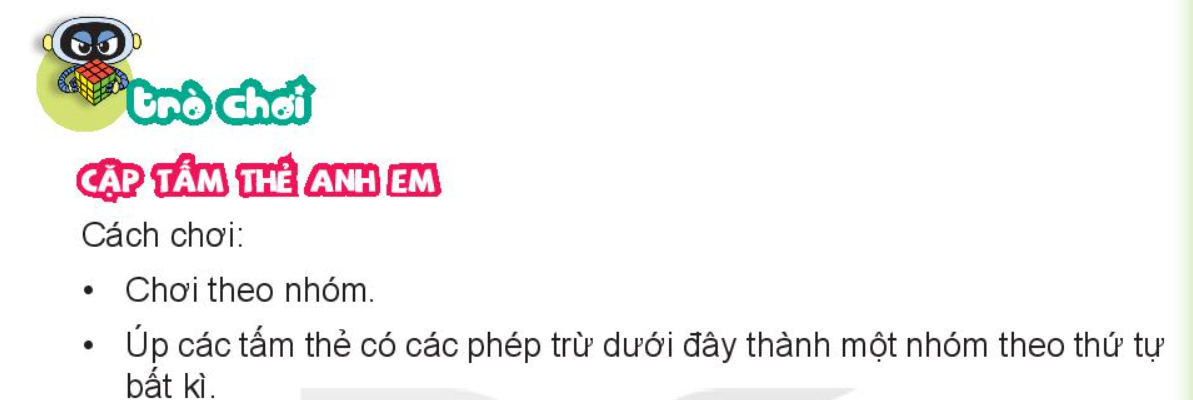 trò chơi
CẶP TẤM THẺ ANH EM
Cách chơi:
• Chơi theo nhóm.
• Úp các tấm thẻ có các phép trừ dưới đây thành một nhóm theo thứ tự
bất kì.